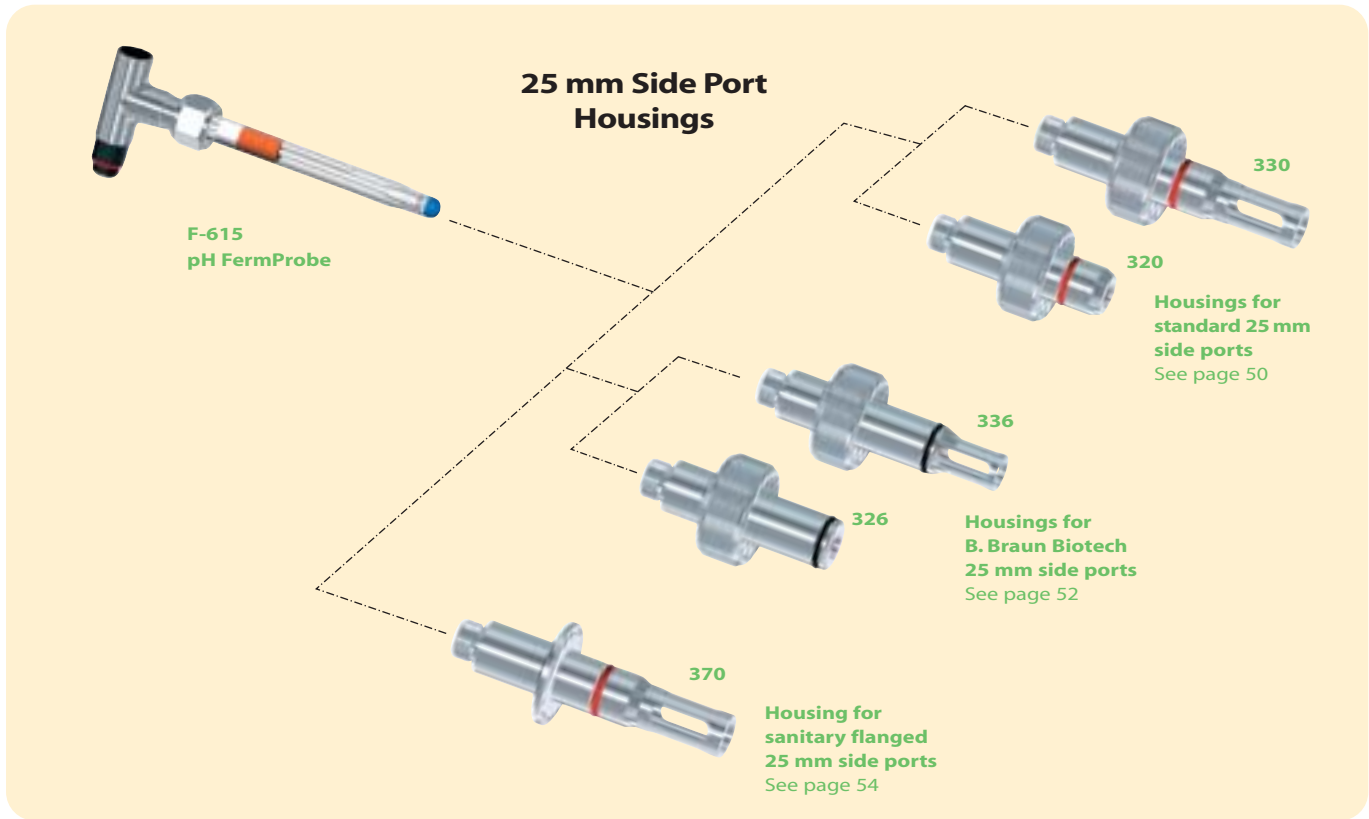 25 mm Side Port
Housings
F-615
pH FermProbe
330
320
Housings for
standard 25 mm
side ports
See page 50
336
326
Housings for
B. Braun Biotech
25 mm side ports
See page 52
370
Housing for
sanitary flanged
25 mm side ports
See page 54